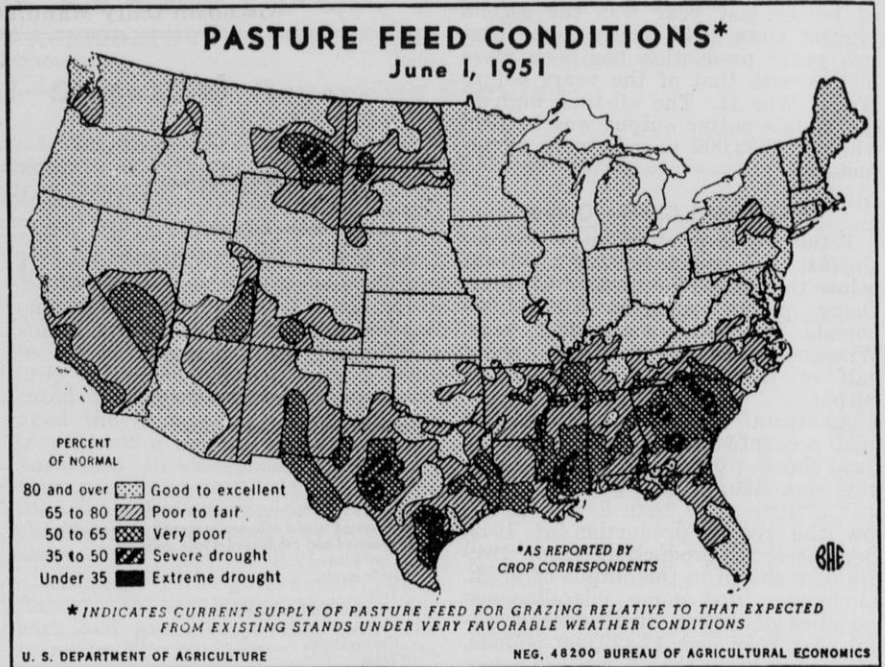 PASTURE FEED CONDITIONS*
June 1, 1951
PERCENT
OF NORMAL
80 and over Good to excellent
65 to 80 Poor to fair
50 to 65 Very poor
35 to 50 Severe drought
Under 35 Extreme drought
*AS REPORTED BY
CROP CORRESPONDENTS
BAE
*INDICATES CURRENT SUPPLY OF PASTURE FEED FOR GRAZING RELATIVE TO THAT EXPECTED
FROM EXISTING STANDS UNDER VERY FAVORABLE WEATHER CONDITIONS
U. S. DEPARTMENT OF AGRICULTURE
NEG. 48200 BUREAU OF AGRICULTURAL ECONOMICS